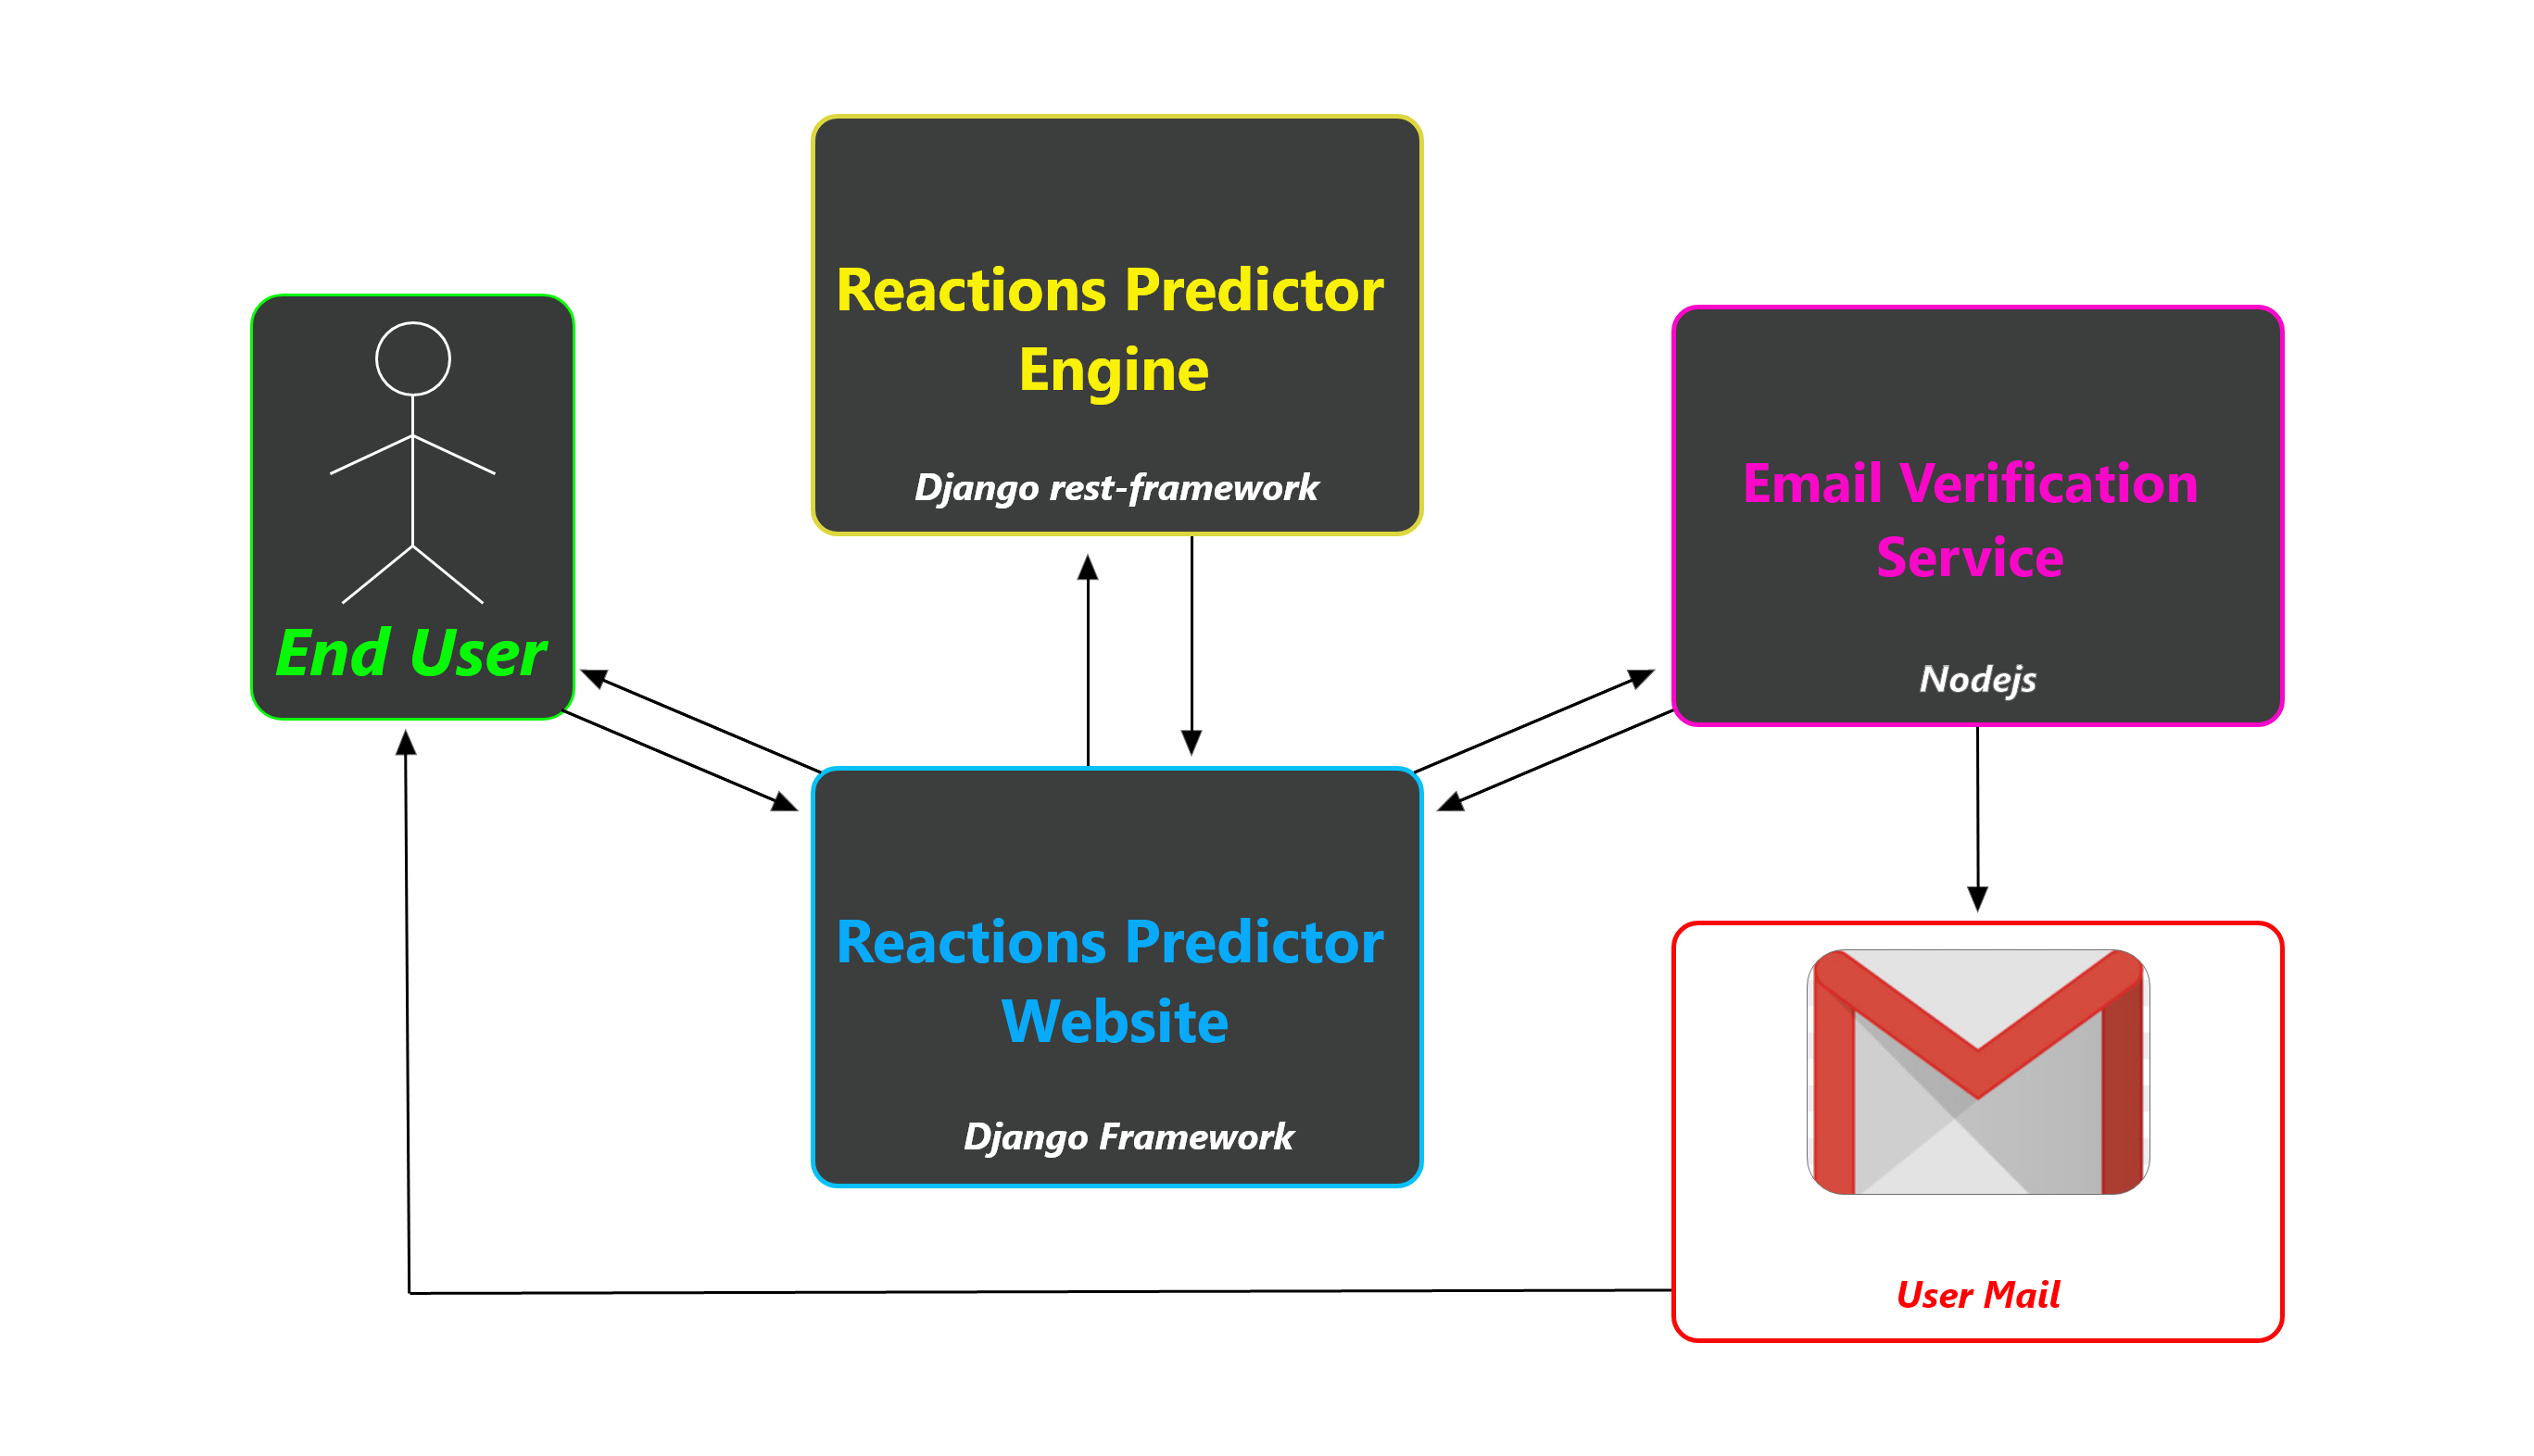 Reactions Predictor
Engine
Django rest-framework
End User
Email Verification
Service
Nodejs
Reactions Predictor
Website
Django Framework
User Mail